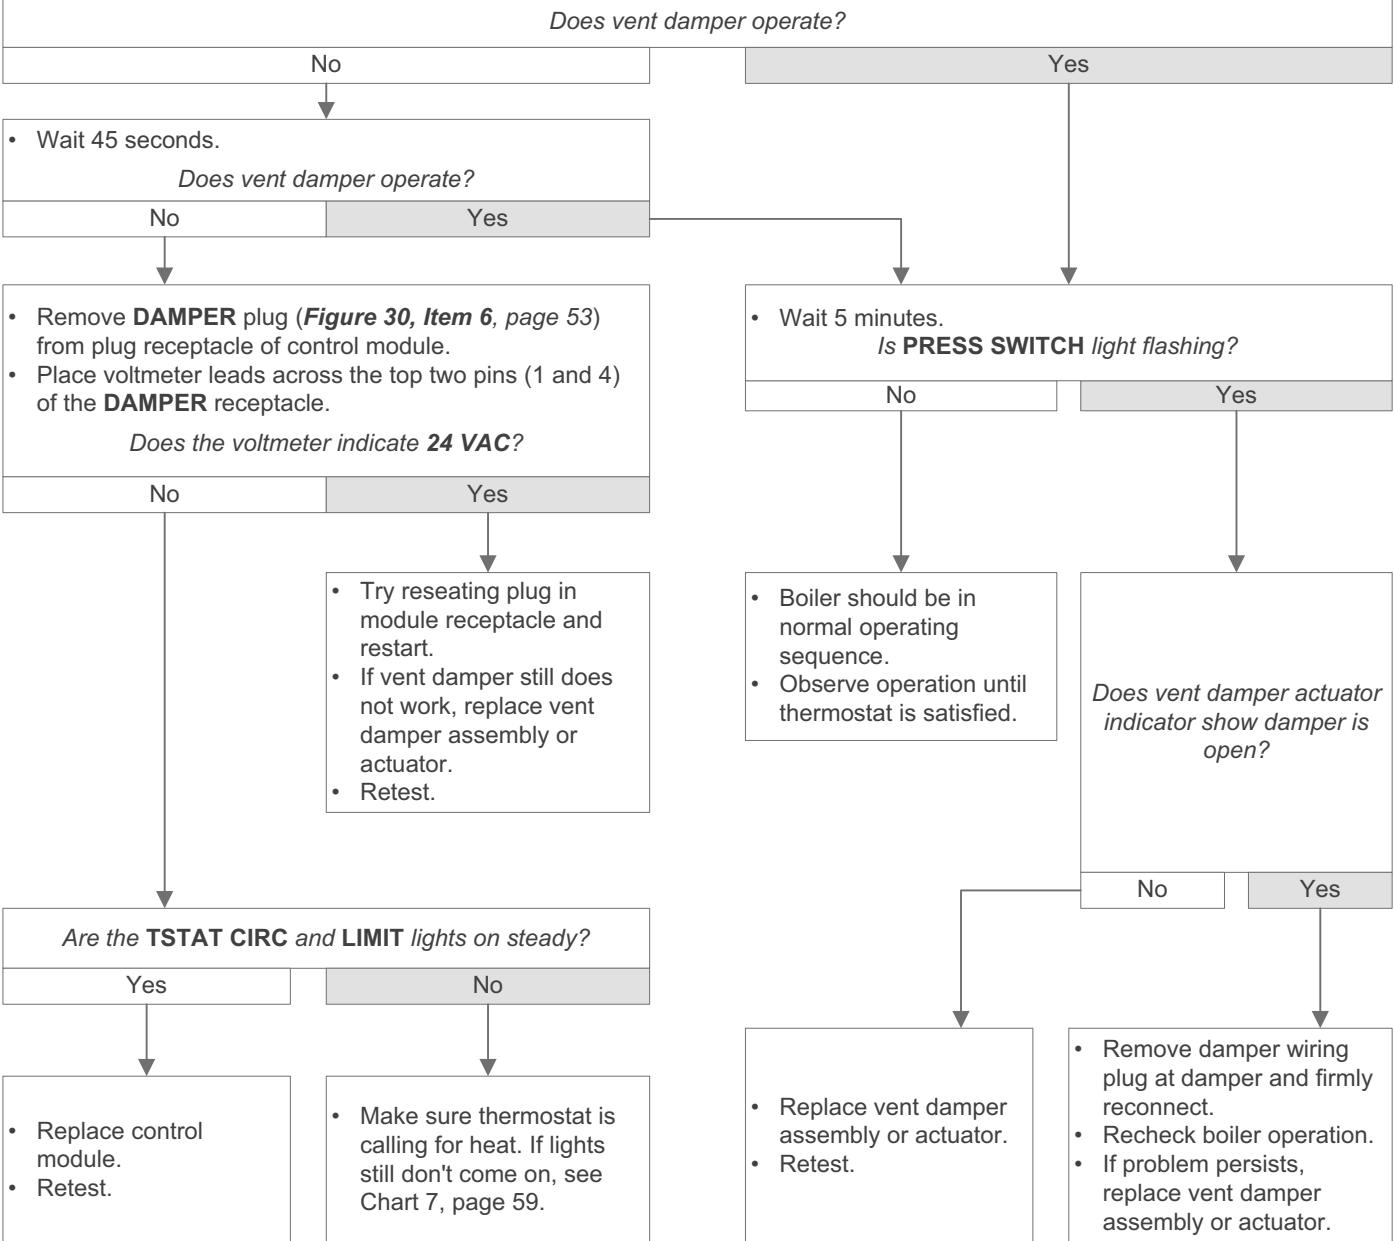 Does vent damper operate?
No
Yes
• Wait 45 seconds.
Does vent damper operate?
No
Yes
• Remove DAMPER plug (Figure 30, Item 6, page 53)
from plug receptacle of control module.
• Place voltmeter leads across the top two pins (1 and 4)
of the DAMPER receptacle.
Does the voltmeter indicate 24 VAC?
No
Yes
• Wait 5 minutes.
Is PRESS SWITCH light flashing?
No
Yes
• Try reseating plug in
module receptacle and
restart.
• If vent damper still does
not work, replace vent
damper assembly or
actuator.
• Retest.
• Boiler should be in
normal operating
sequence.
• Observe operation until
thermostat is satisfied.
Does vent damper actuator
indicator show damper is
open?
No
Yes
Are the TSTAT CIRC and LIMIT lights on steady?
Yes
No
• Replace control
module.
• Retest.
• Make sure thermostat is
calling for heat. If lights
still don't come on, see
Chart 7, page 59.
• Replace vent damper
assembly or actuator.
• Retest.
• Remove damper wiring
plug at damper and firmly
reconnect.
• Recheck boiler operation.
• If problem persists,
replace vent damper
assembly or actuator.